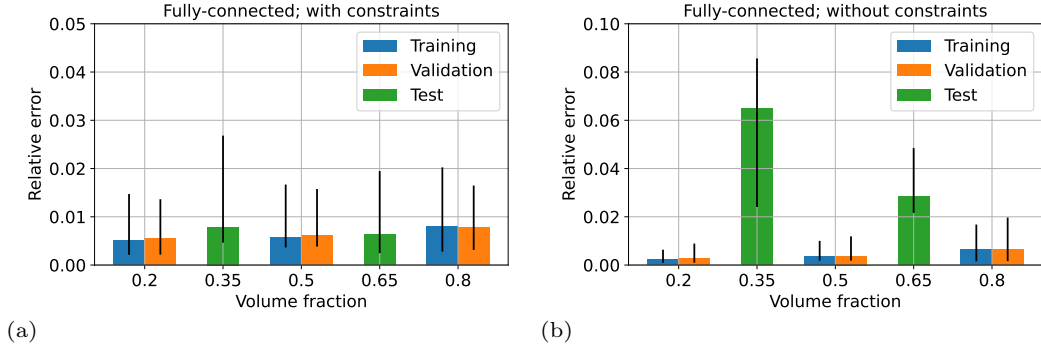 Fully-connected; with constraints
0.05
0.04
0.03
0.02
0.01
0.00
Relative error
Training
Validation
Test
0.2 0.35 0.5 0.65 0.8
Volume fraction
(a)
Fully-connected; without constraints
0.10
0.08
0.06
0.04
0.02
0.00
Relative error
Training
Validation
Test
0.2 0.35 0.5 0.65 0.8
Volume fraction
(b)